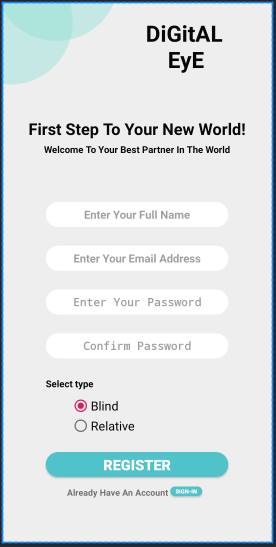 DiGitAL
EyE
First Step To Your New World!
Welcome To Your Best Partner In The World
Enter Your Full Name
Enter Your Email Address
Enter Your Password
Confirm Password
Select type
Blind
Relative
REGISTER
Already Have An Account SIGN-IN